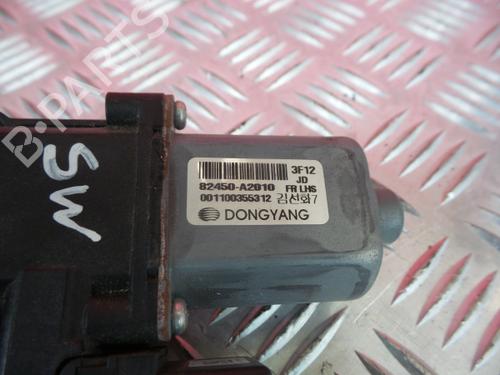 B-PARTS
SW
3F12
JD
82450-A2010 FR LHS
001100355312 김선화7
DONGYANG